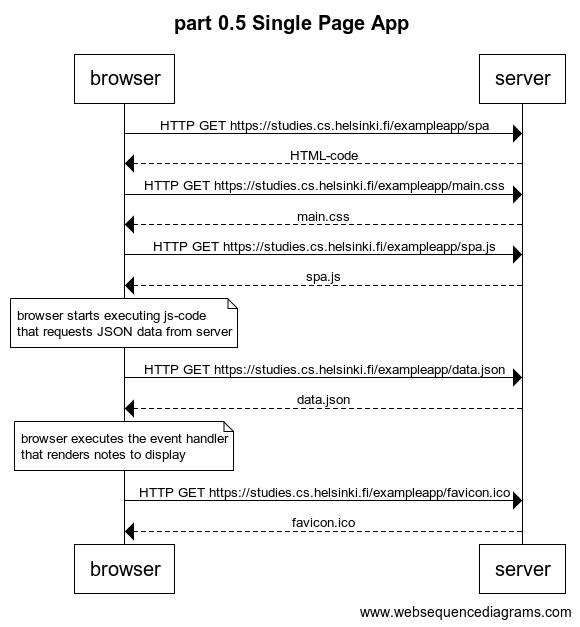 part 0.5 Single Page App
browser
server
HTTP GET https://studies.cs.helsinki.fi/exampleapp/spa
HTML-code
HTTP GET https://studies.cs.helsinki.fi/exampleapp/main.css
main.css
HTTP GET https://studies.cs.helsinki.fi/exampleapp/spa.js
spa.js
browser starts executing js-code
that requests JSON data from server
HTTP GET https://studies.cs.helsinki.fi/exampleapp/data.json
data.json
browser executes the event handler
that renders notes to display
HTTP GET https://studies.cs.helsinki.fi/exampleapp/favicon.ico
favicon.ico
browser
server
www.websequencediagrams.com